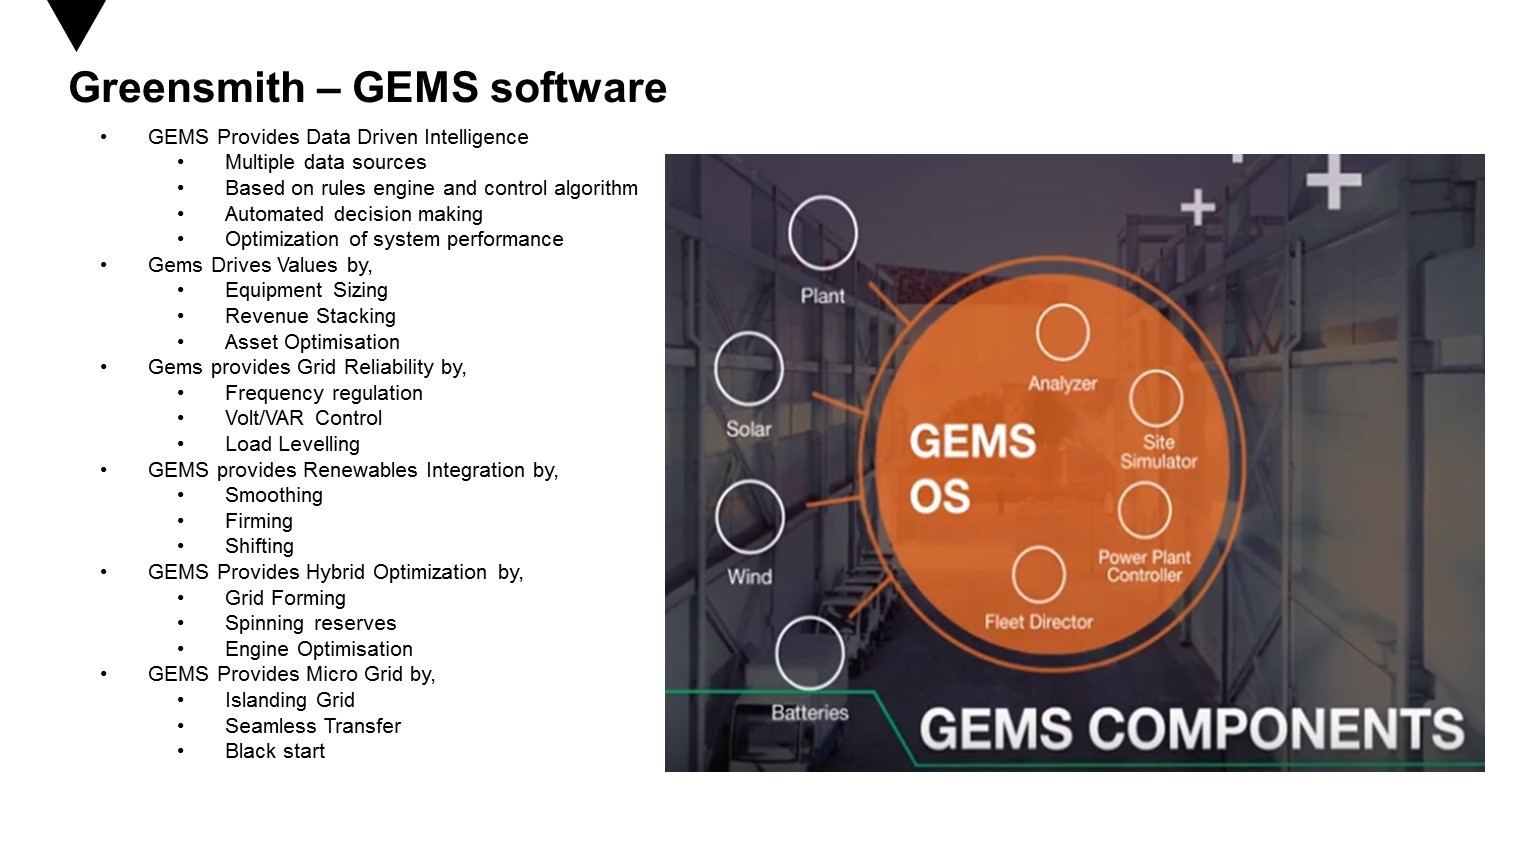 Greensmith – GEMS software
• GEMS Provides Data Driven Intelligence
• Multiple data sources
• Based on rules engine and control algorithm
• Automated decision making
• Optimization of system performance
• Gems Drives Values by,
• Equipment Sizing
• Revenue Stacking
• Asset Optimisation
• Gems provides Grid Reliability by,
• Frequency regulation
• Volt/VAR Control
• Load Levelling
• GEMS provides Renewables Integration by,
• Smoothing
• Firming
• Shifting
• GEMS Provides Hybrid Optimization by,
• Grid Forming
• Spinning reserves
• Engine Optimisation
• GEMS Provides Micro Grid by,
• Islanding Grid
• Seamless Transfer
• Black start
Plant
Solar
Wind
Batteries
GEMS
OS
Analyzer
Site
Simulator
Power Plant
Controller
Fleet Director
GEMS COMPONENTS